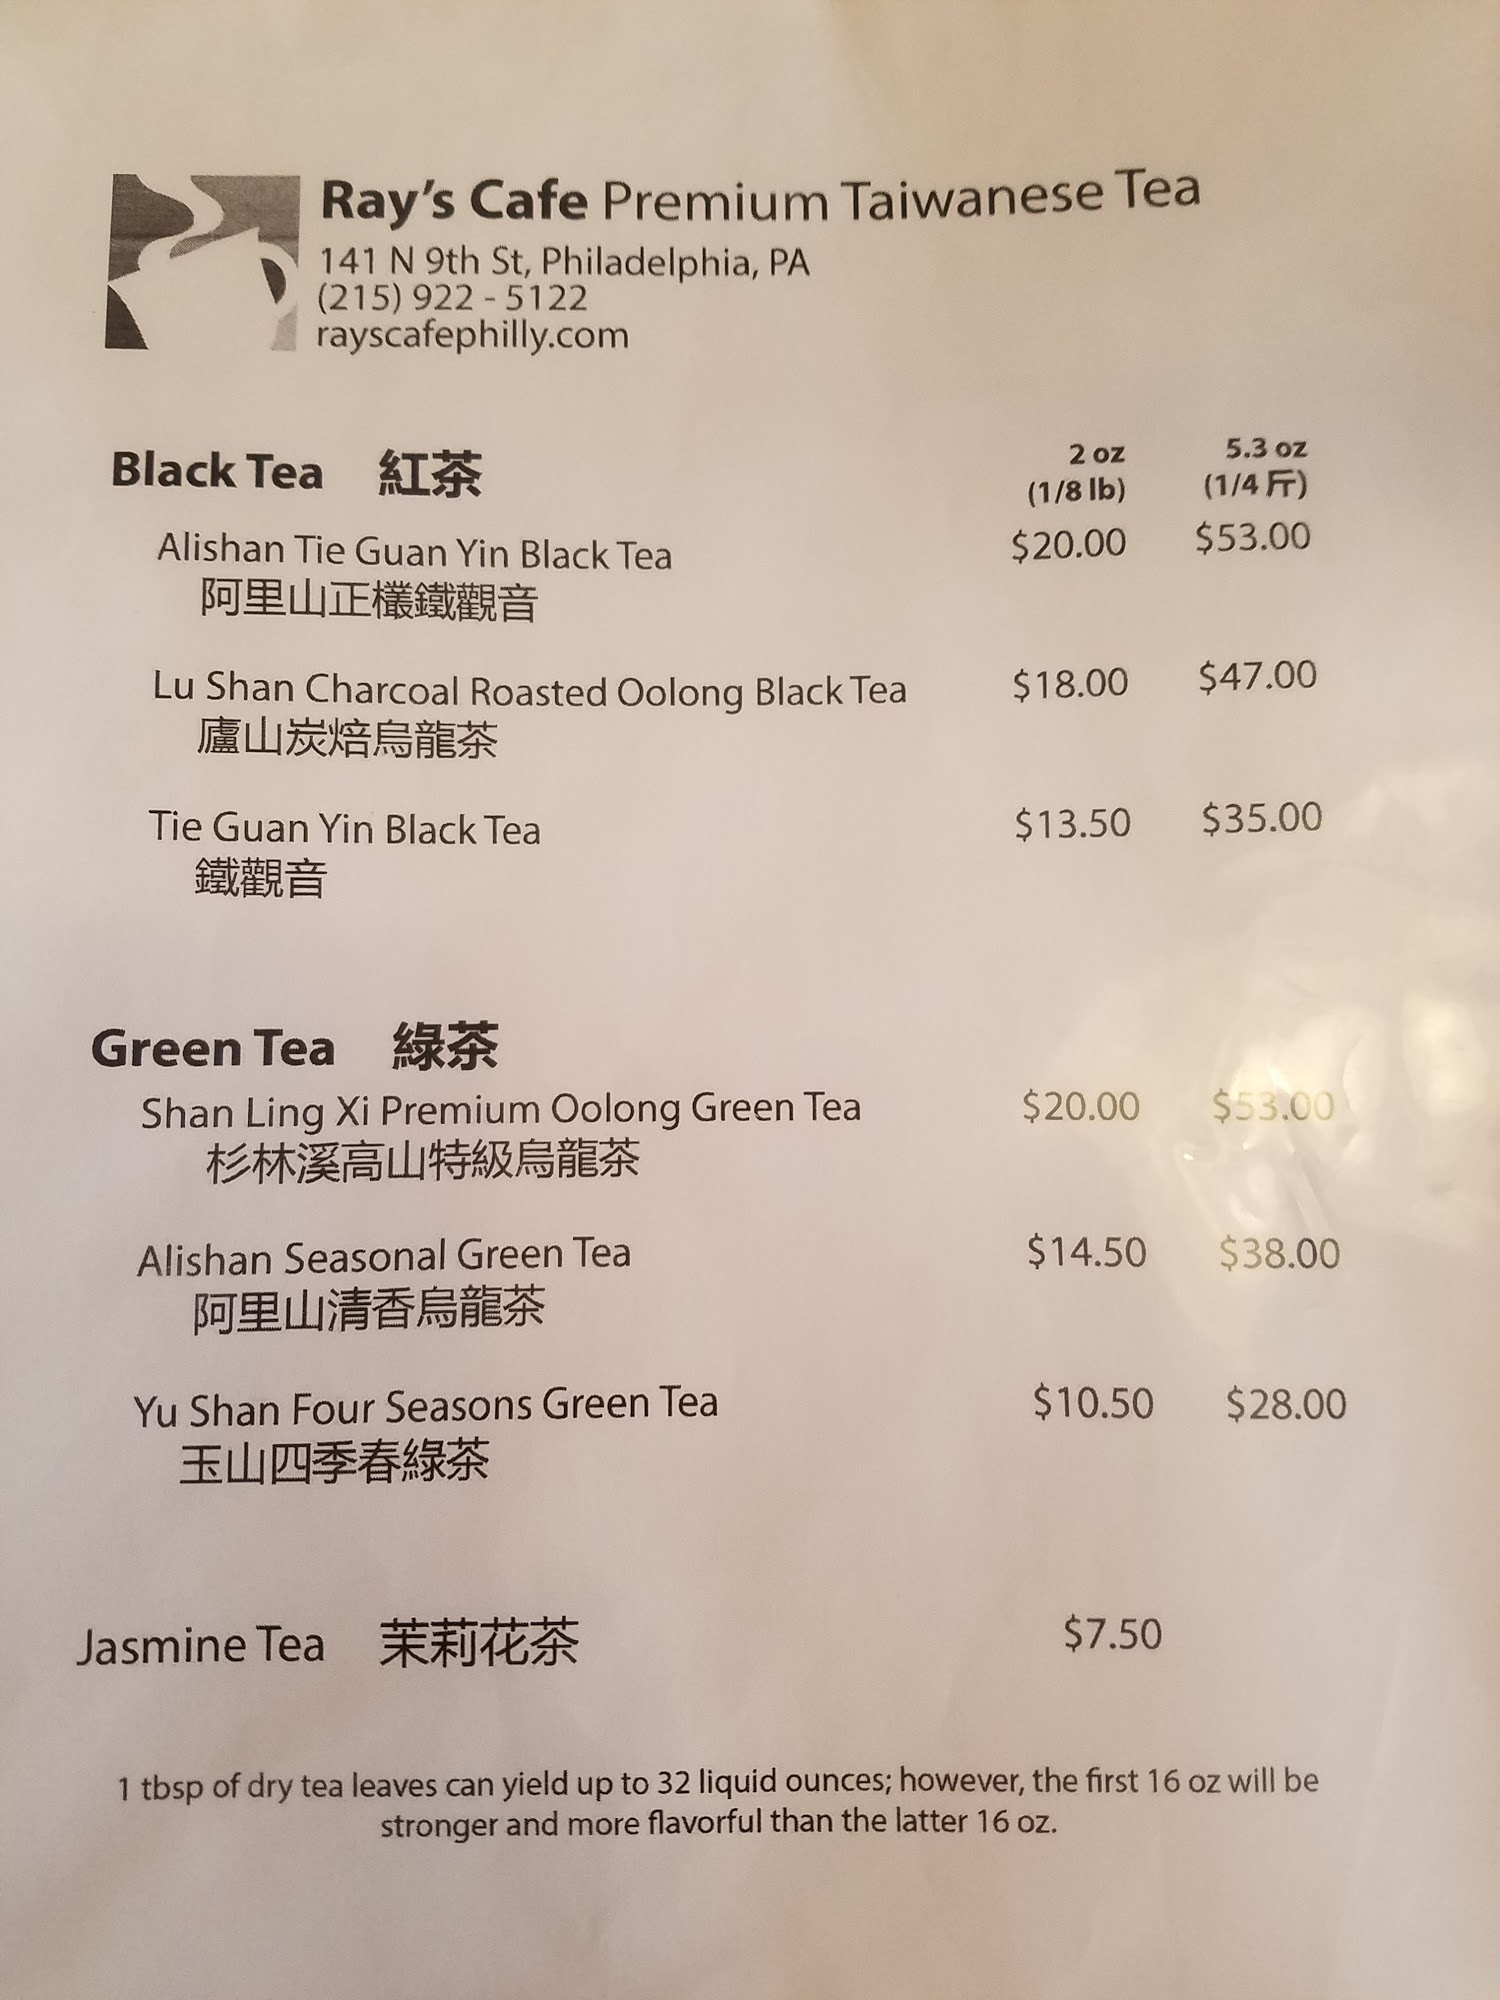 Ray's Cafe Premium Taiwanese Tea
141 N 9th St, Philadelphia, PA
(215) 922 - 5122
rayscafephilly.com
Black Tea 紅茶 2 oz (1/8 lb) 5.3 oz (1/4 斤)
Alishan Tie Guan Yin Black Tea $20.00 $53.00
阿里山正欉鐵觀音
Lu Shan Charcoal Roasted Oolong Black Tea $18.00 $47.00
廬山炭焙烏龍茶
Tie Guan Yin Black Tea $13.50 $35.00
鐵觀音
Green Tea 綠茶
Shan Ling Xi Premium Oolong Green Tea $20.00 $53.00
杉林溪高山特級烏龍茶
Alishan Seasonal Green Tea $14.50 $38.00
阿里山清香烏龍茶
Yu Shan Four Seasons Green Tea $10.50 $28.00
玉山四季春綠茶
Jasmine Tea 茉莉花茶 $7.50
1 tbsp of dry tea leaves can yield up to 32 liquid ounces; however, the first 16 oz will be
stronger and more flavorful than the latter 16 oz.